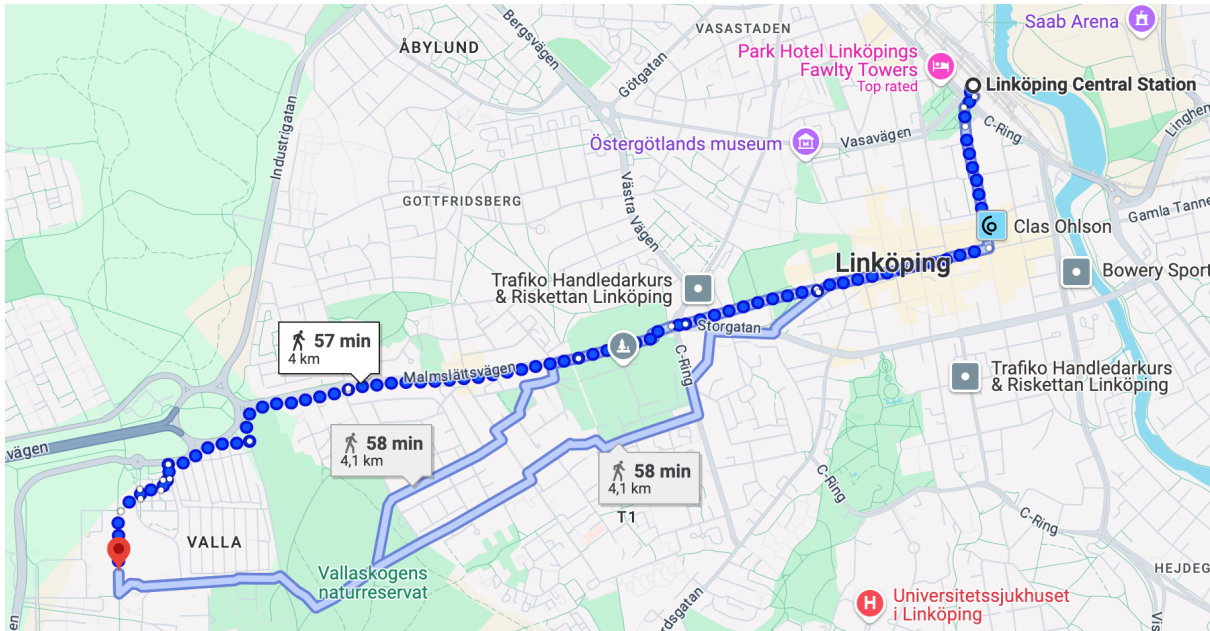 Saab Arena
VASASTADEN
ÅBYLUND
Bergsvägen
Götgatan
Park Hotel Linköpings
Fawlty Towers
Top rated
Linköping Central Station
Industrigatan
C-Ring
Linghem
Vasavägen
Östergötlands museum
Västra Vägen
GOTTFRIDSBERG
Gamla Tanne
Clas Ohlson
Linköping
Bowery Sport
Trafiko Handledarkurs
& Riskettan Linköping
Storgatan
57 min
4 km
Malmslättsvägen
C-Ring
Trafiko Handledarkurs
& Riskettan Linköping
svägen
58 min
4,1 km
58 min
4,1 km
C-Ring
T1
C-Ring
VALLA
Vallaskogens
naturreservat
HEJDEG
Universitetssjukhuset
i Linköping
H
rdsgatan
Vis